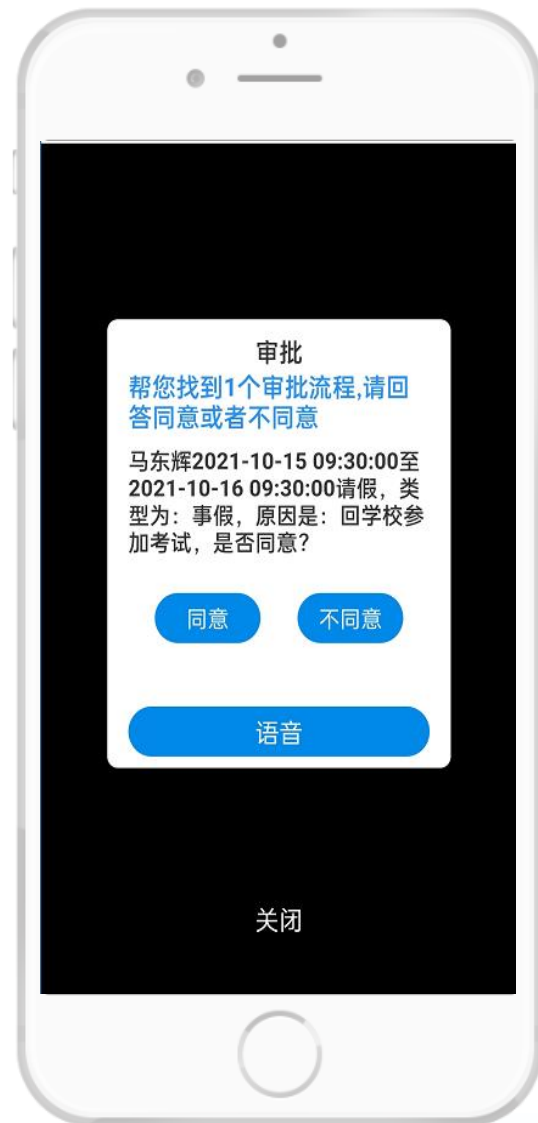 审批
帮您找到1个审批流程,请回
答同意或者不同意
马东辉2021-10-15 09:30:00至
2021-10-16 09:30:00请假，类
型为：事假，原因是：回学校参
加考试，是否同意？
同意
不同意
语音
关闭